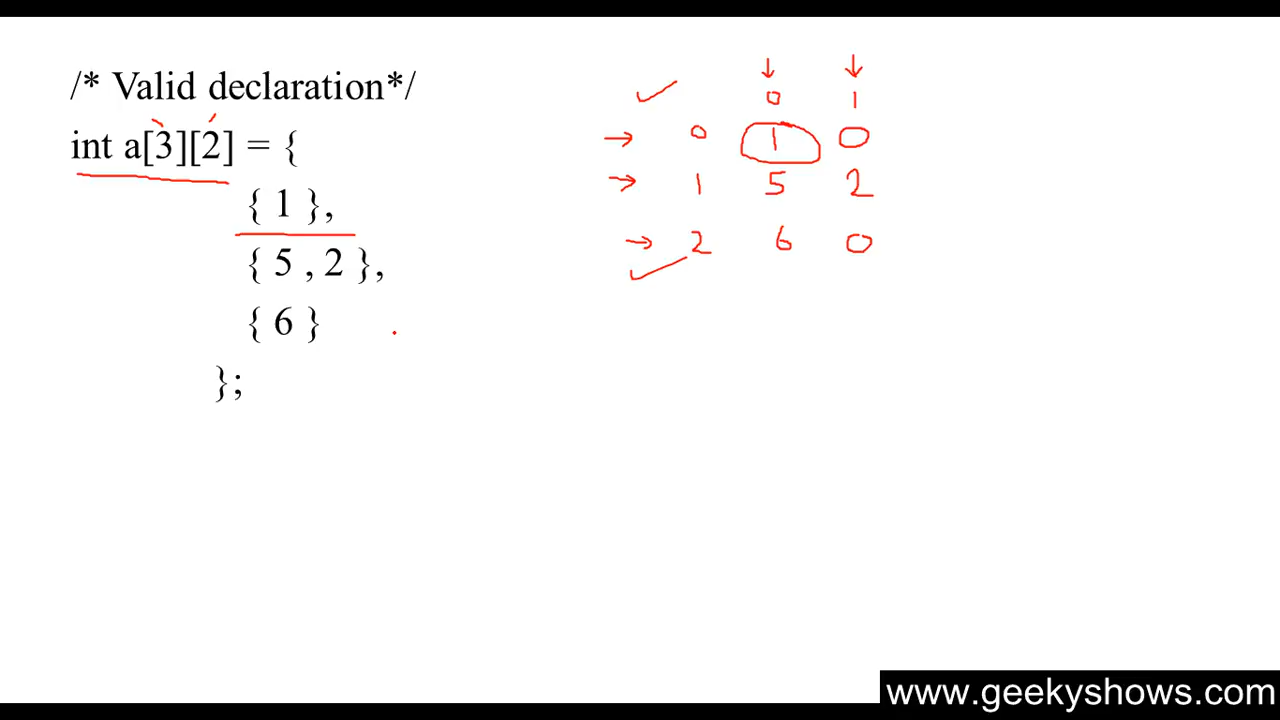 /* Valid declaration*/
int a[3][2] = {
{ 1 },
{ 5 , 2 },
{ 6 }
};
0 1
0 1 0
1 5 2
2 6 0
www.geekyshows.com